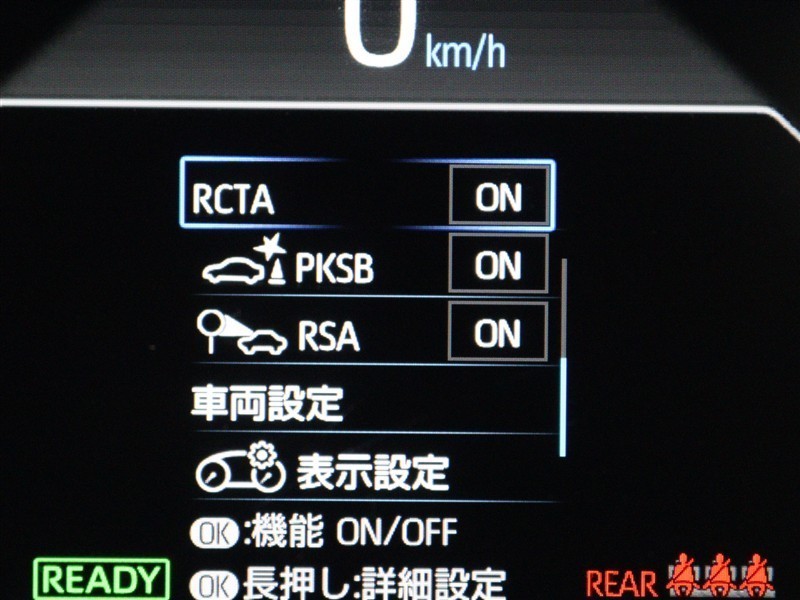 0 km/h
RCTA ON
PKSB ON
RSA ON
車両設定
表示設定
OK:機能 ON/OFF
READY OK長押し:詳細設定 REAR